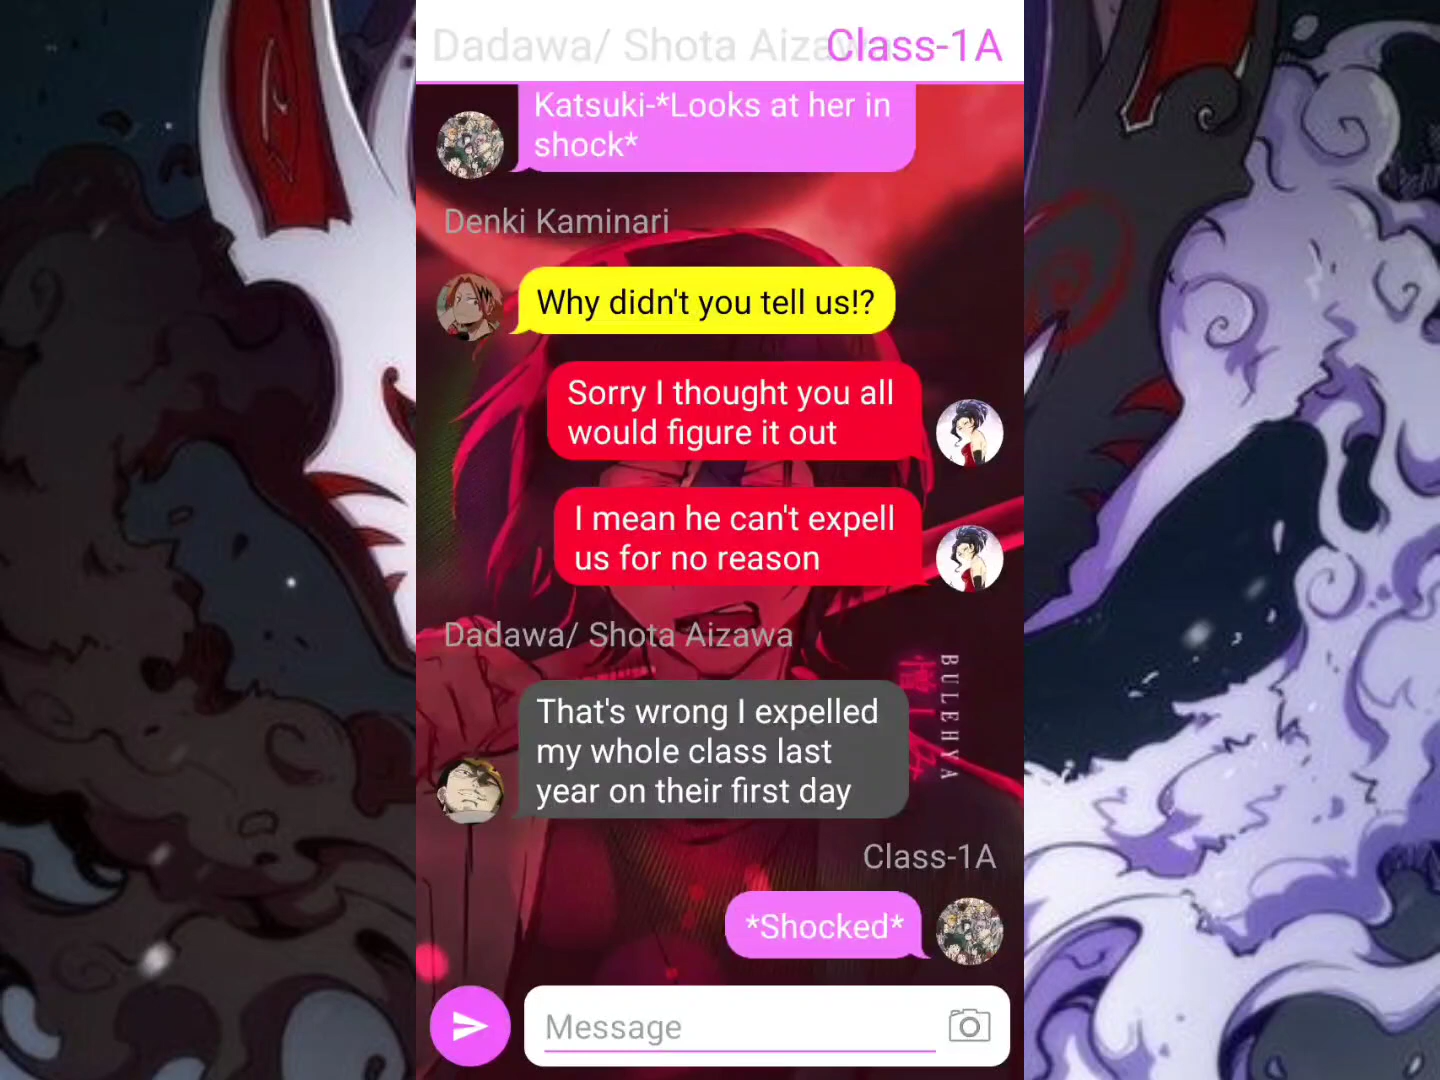 Dadawa/ Shota Aizawa
Class-1A
Katsuki-*Looks at her in
shock*
Denki Kaminari
Why didn't you tell us!?
Sorry I thought you all
would figure it out
I mean he can't expell
us for no reason
Dadawa/ Shota Aizawa
BULEHYA
That's wrong I expelled
my whole class last
year on their first day
Class-1A
*Shocked*
Message